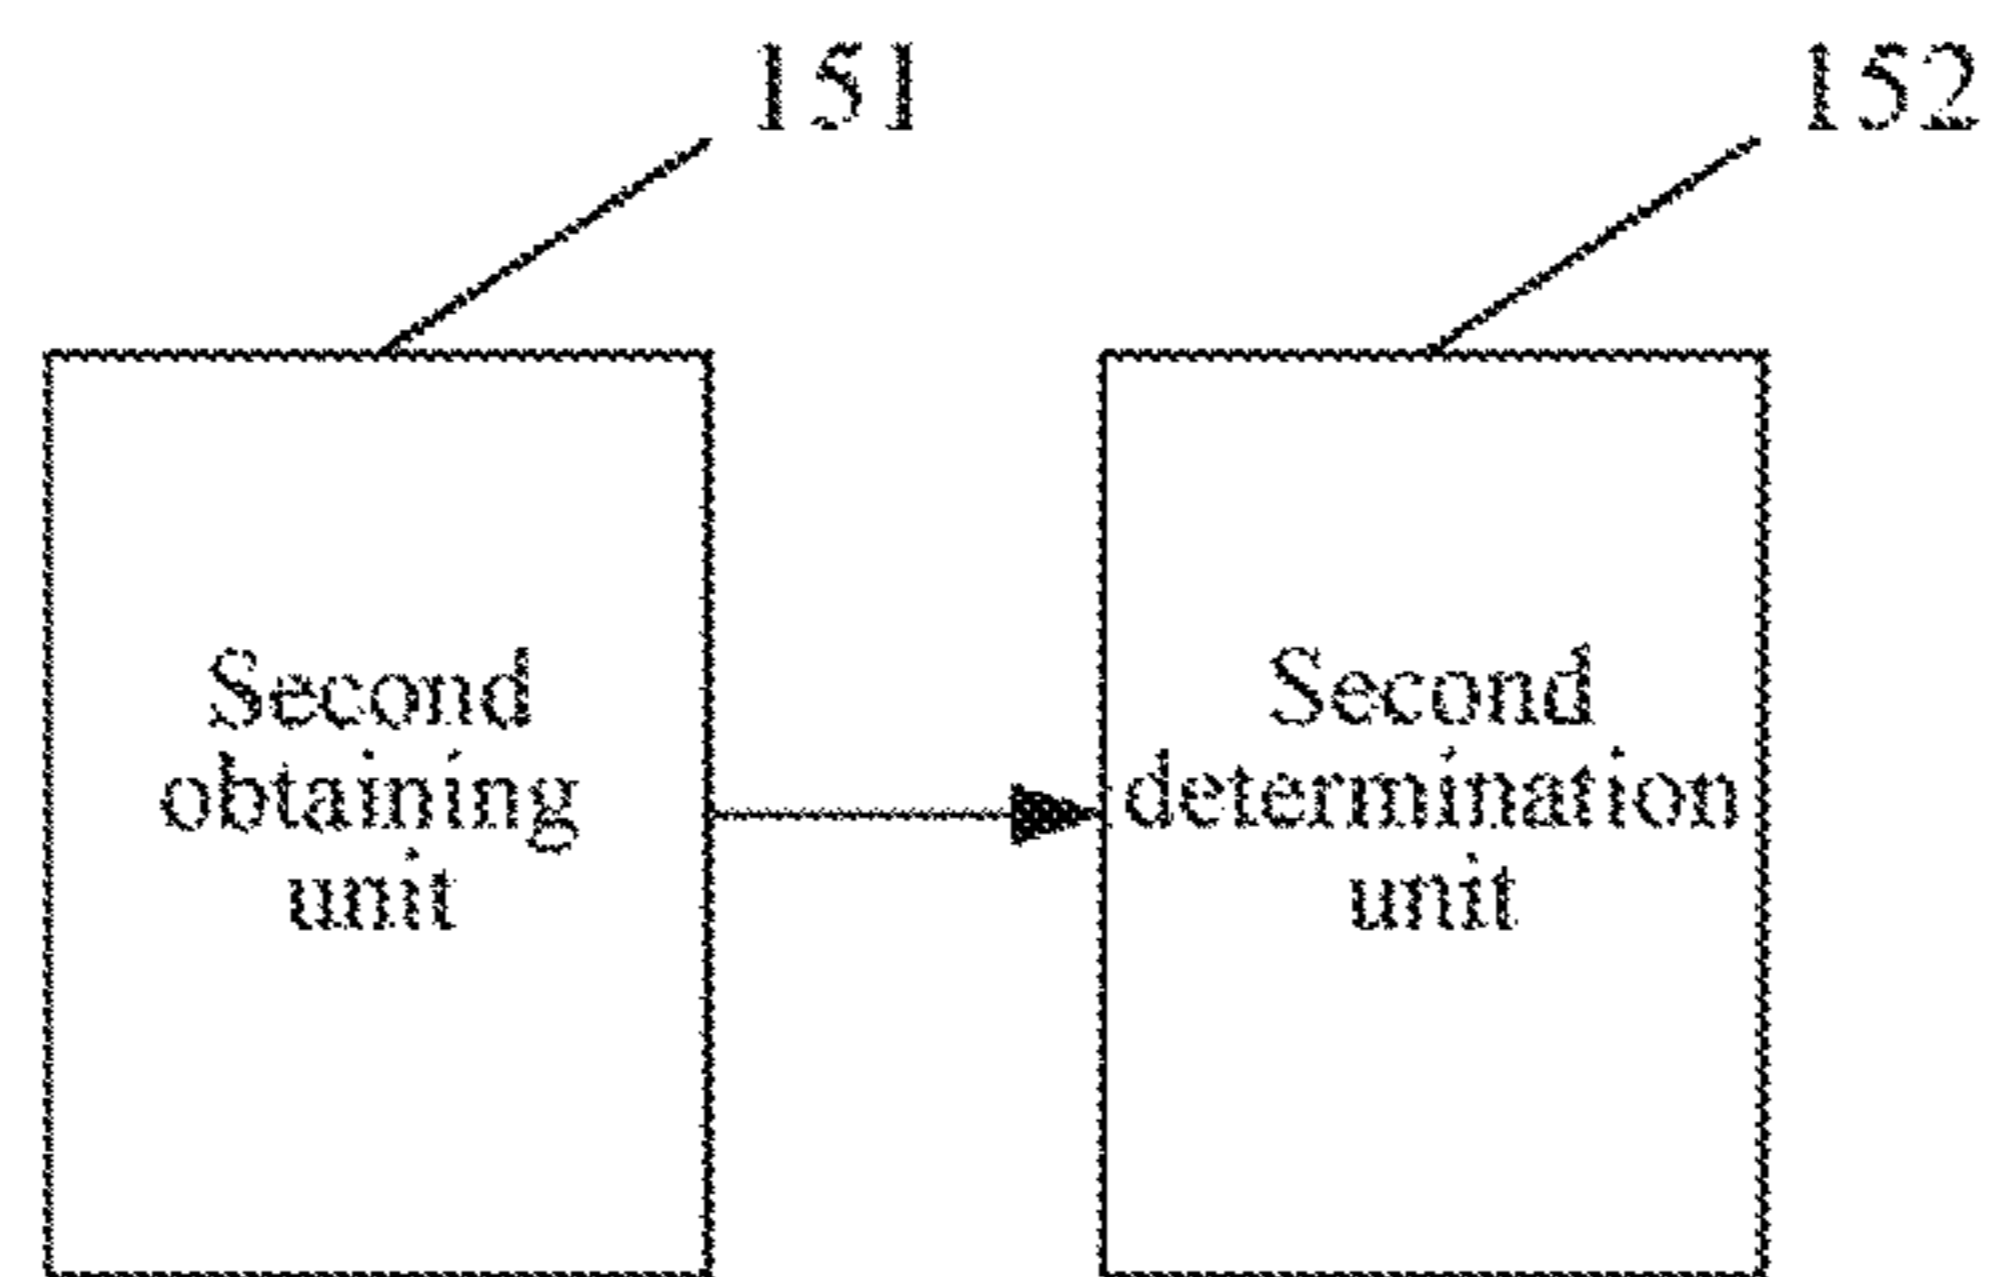 151
152
Second
obtaining
unit
Second
determination
unit